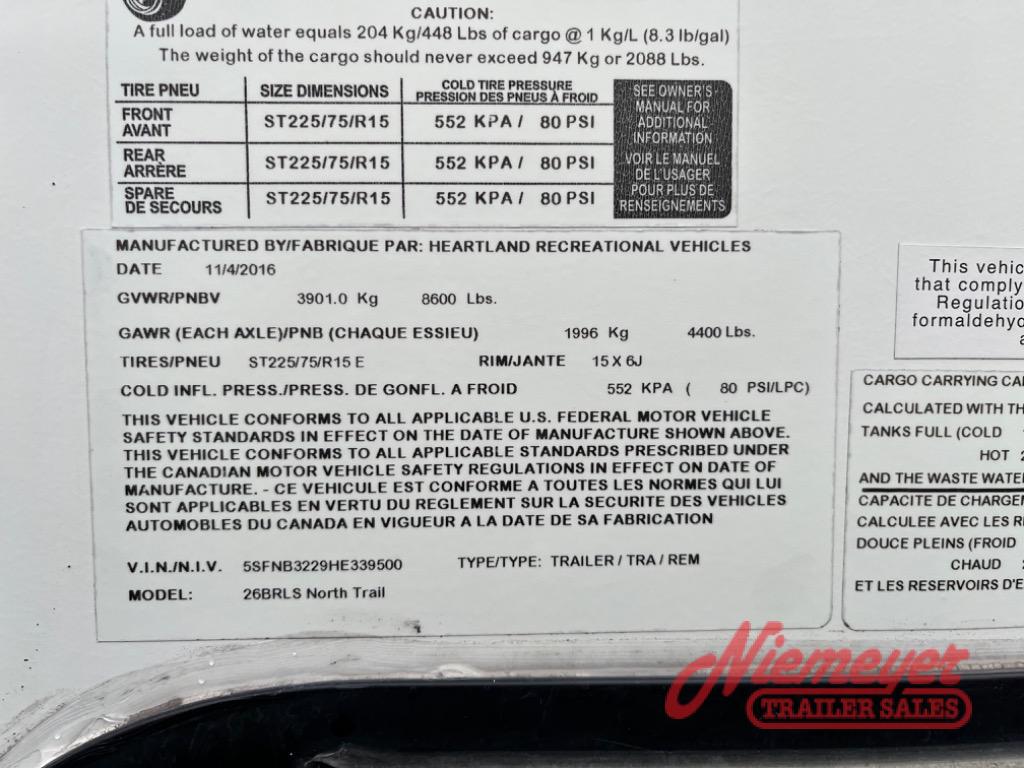 CAUTION:
A full load of water equals 204 Kg/448 Lbs of cargo @ 1 Kg/L (8.3 lb/gal)
The weight of the cargo should never exceed 947 Kg or 2088 Lbs.
TIRE PNEU SIZE DIMENSIONS COLD TIRE PRESSURE
PRESSION DES PNEUS À FROID
FRONT
AVANT ST225/75/R15 552 KPA / 80 PSI
REAR
ARRÈRE ST225/75/R15 552 KPA / 80 PSI
SPARE
DE SECOURS ST225/75/R15 552 KPA / 80 PSI
SEE OWNER'S
MANUAL FOR
ADDITIONAL
INFORMATION
VOIR LE MANUEL
DE L'USAGER
POUR PLUS DE
RENSEIGNEMENTS
MANUFACTURED BY/FABRIQUE PAR: HEARTLAND RECREATIONAL VEHICLES
DATE 11/4/2016
GVWR/PNBV 3901.0 Kg 8600 Lbs.
GAWR (EACH AXLE)/PNB (CHAQUE ESSIEU) 1996 Kg 4400 Lbs.
TIRES/PNEU ST225/75/R15 E RIM/JANTE 15 X 6J
COLD INFL. PRESS./PRESS. DE GONFL. A FROID 552 KPA ( 80 PSI/LPC)
THIS VEHICLE CONFORMS TO ALL APPLICABLE U.S. FEDERAL MOTOR VEHICLE
SAFETY STANDARDS IN EFFECT ON THE DATE OF MANUFACTURE SHOWN ABOVE.
THIS VEHICLE CONFORMS TO ALL APPLICABLE STANDARDS PRESCRIBED UNDER
THE CANADIAN MOTOR VEHICLE SAFETY REGULATIONS IN EFFECT ON DATE OF
MANUFACTURE. - CE VEHICULE EST CONFORME A TOUTES LES NORMES QUI LUI
SONT APPLICABLES EN VERTU DU REGLEMENT SUR LA SECURITE DES VEHICLES
AUTOMOBILES DU CANADA EN VIGUEUR A LA DATE DE SA FABRICATION
V.I.N./N.I.V. 5SFNB3229HE339500 TYPE/TYPE: TRAILER / TRA / REM
MODEL: 26BRLS North Trail
This vehic
that comply
Regulatio
formaldehyd
CARGO CARRYING CA
CALCULATED WITH TH
TANKS FULL (COLD
HOT 2
AND THE WASTE WATE
CAPACITE DE CHARGE
CALCULEE AVEC LES R
DOUCE PLEINS (FROID
CHAUD 2
ET LES RESERVOIRS D'E
Niemeyer
TRAILER SALES